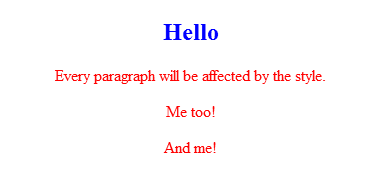 Hello
Every paragraph will be affected by the style.
Me too!
And me!